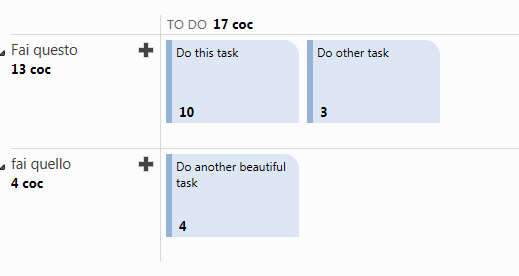 TO DO 17 coc
Fai questo
13 coc
Do this task
10
Do other task
3
fai quello
4 coc
Do another beautiful
task
4